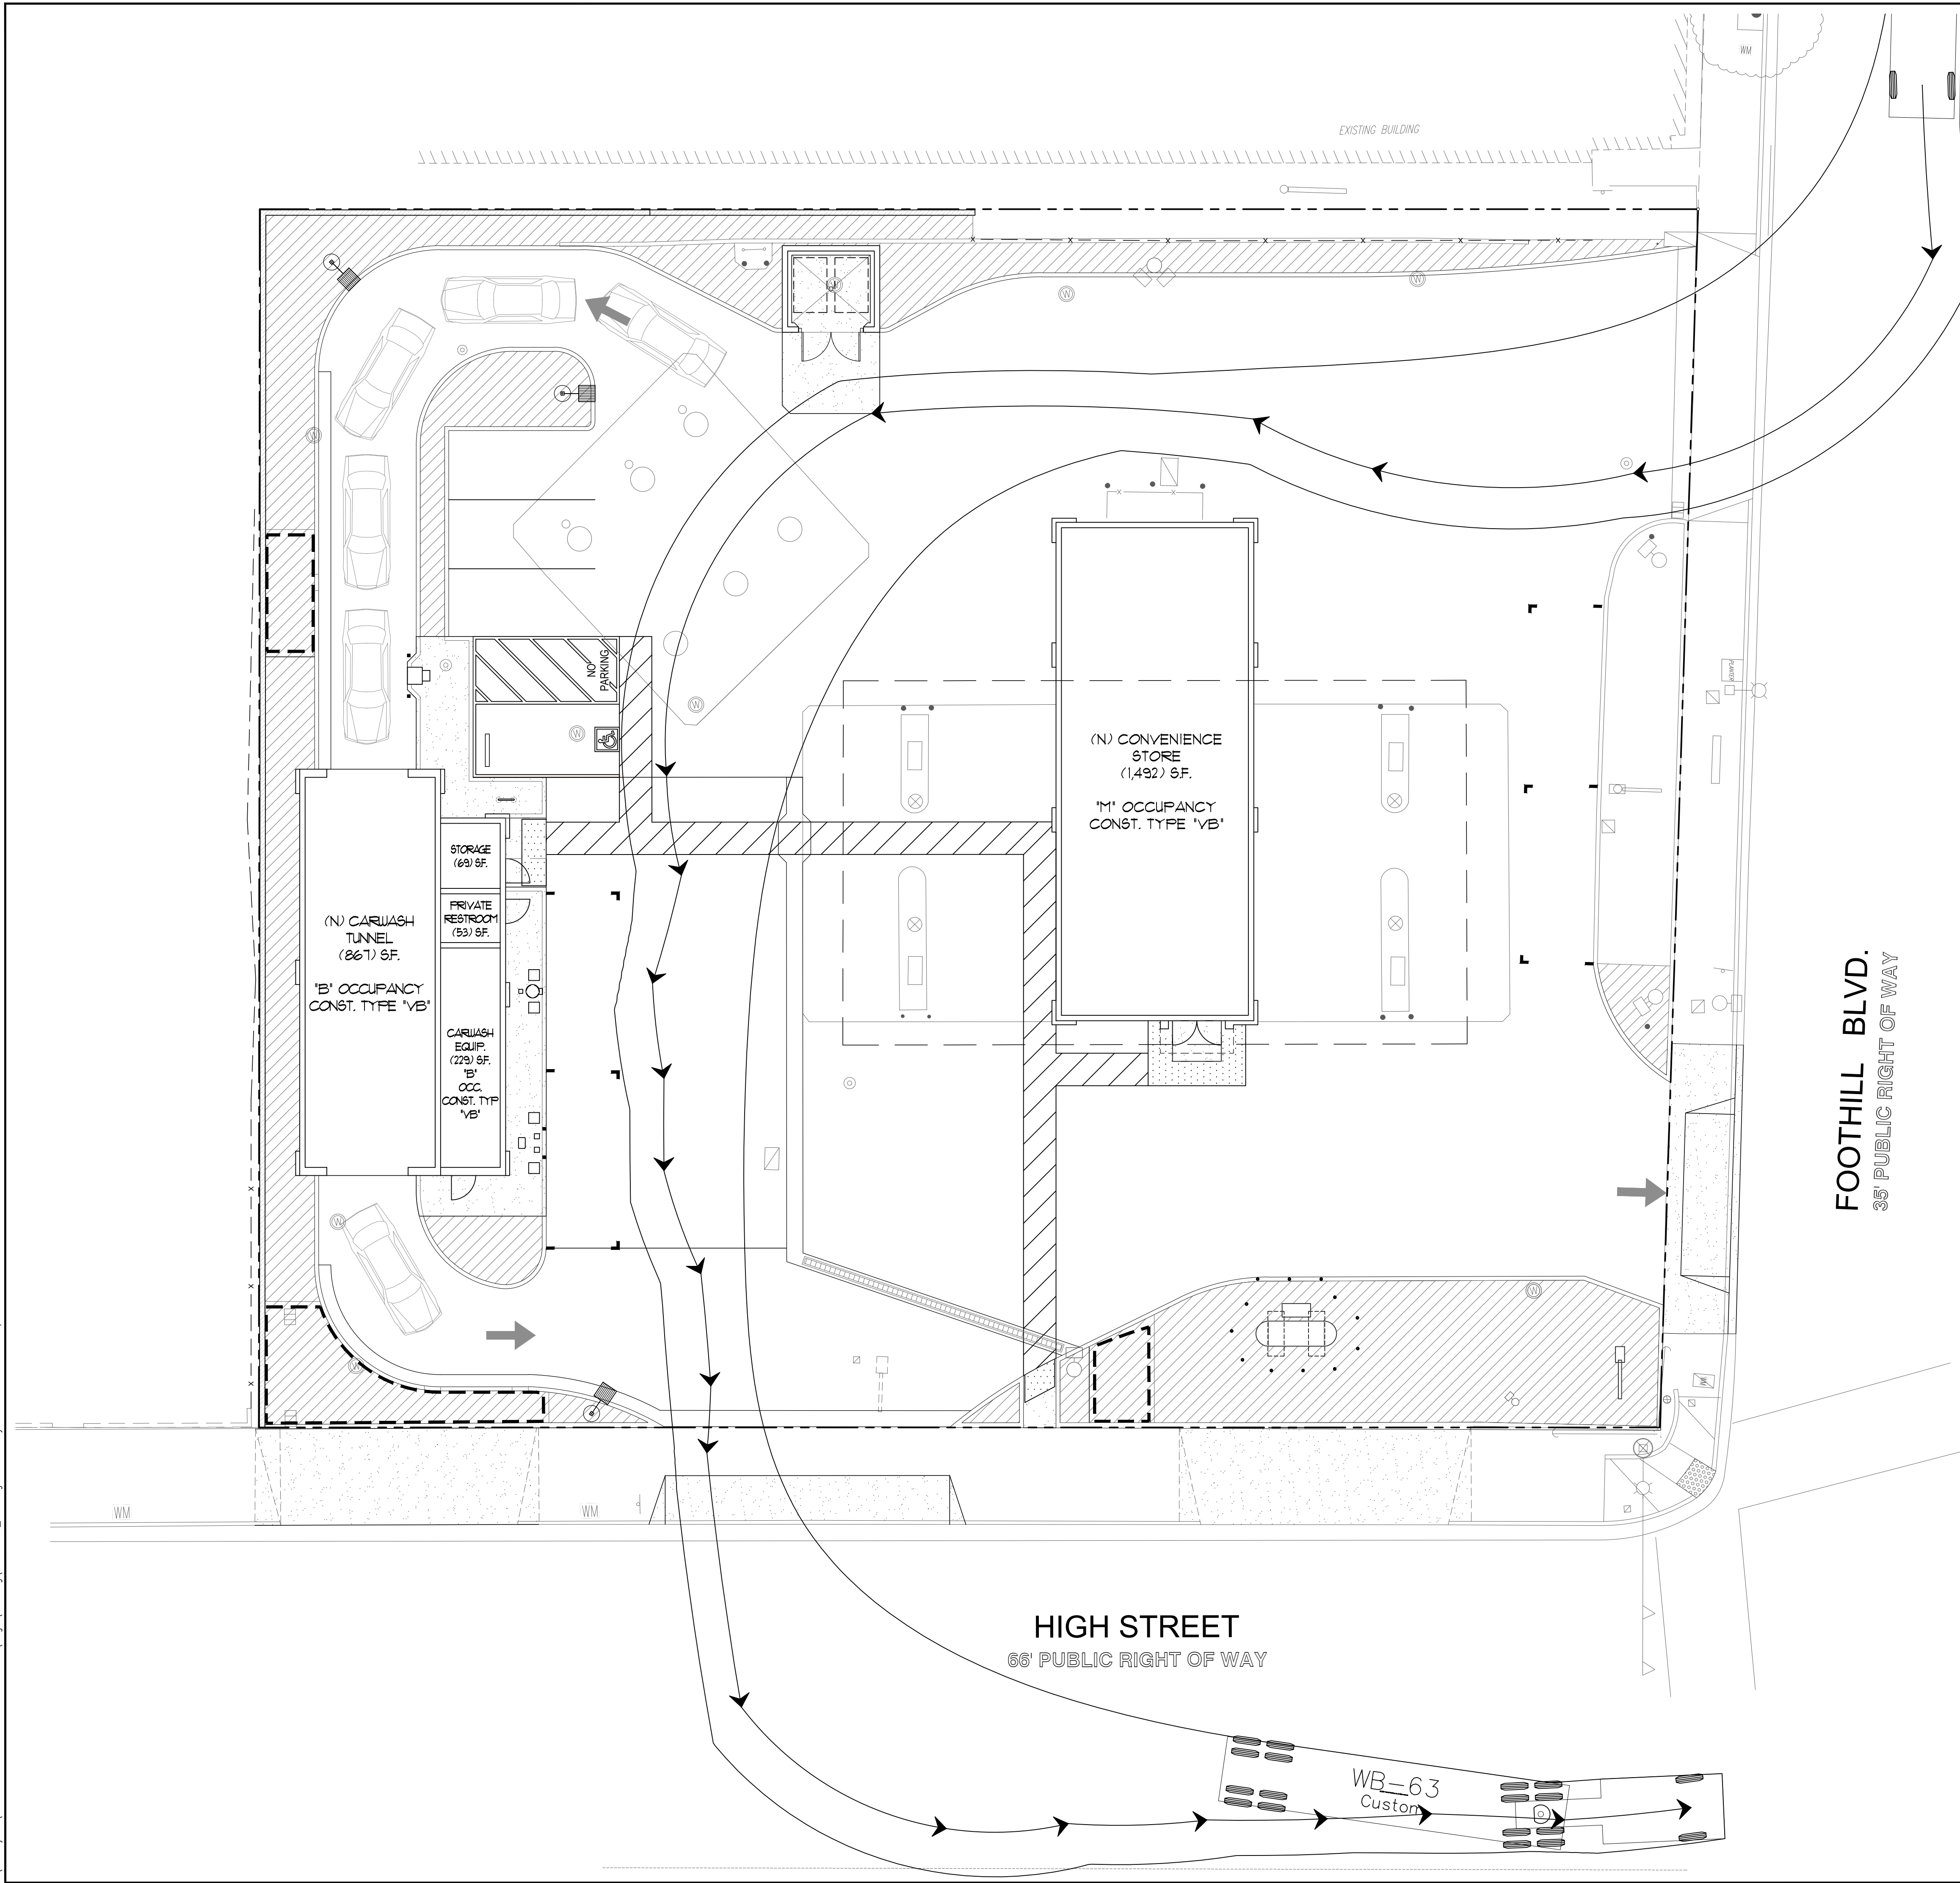 WM
EXISTING BUILDING
W
W
W
W
NO
PARKING
W
W
PLANTER
(N) CONVENIENCE
STORE
(1,492) S.F.
"M" OCCUPANCY
CONST. TYPE "VB"
STORAGE
(69) S.F.
PRIVATE
RESTROOM
(53) S.F.
(N) CARWASH
TUNNEL
(867) S.F.
"B" OCCUPANCY
CONST. TYPE "VB"
CARWASH
EQUIP.
(229) S.F.
"B"
OCC.
CONST. TYP
"VB"
FOOTHILL BLVD.
35' PUBLIC RIGHT OF WAY
W
W
W
WM
WM
HIGH STREET
66' PUBLIC RIGHT OF WAY
WB-63
Custom